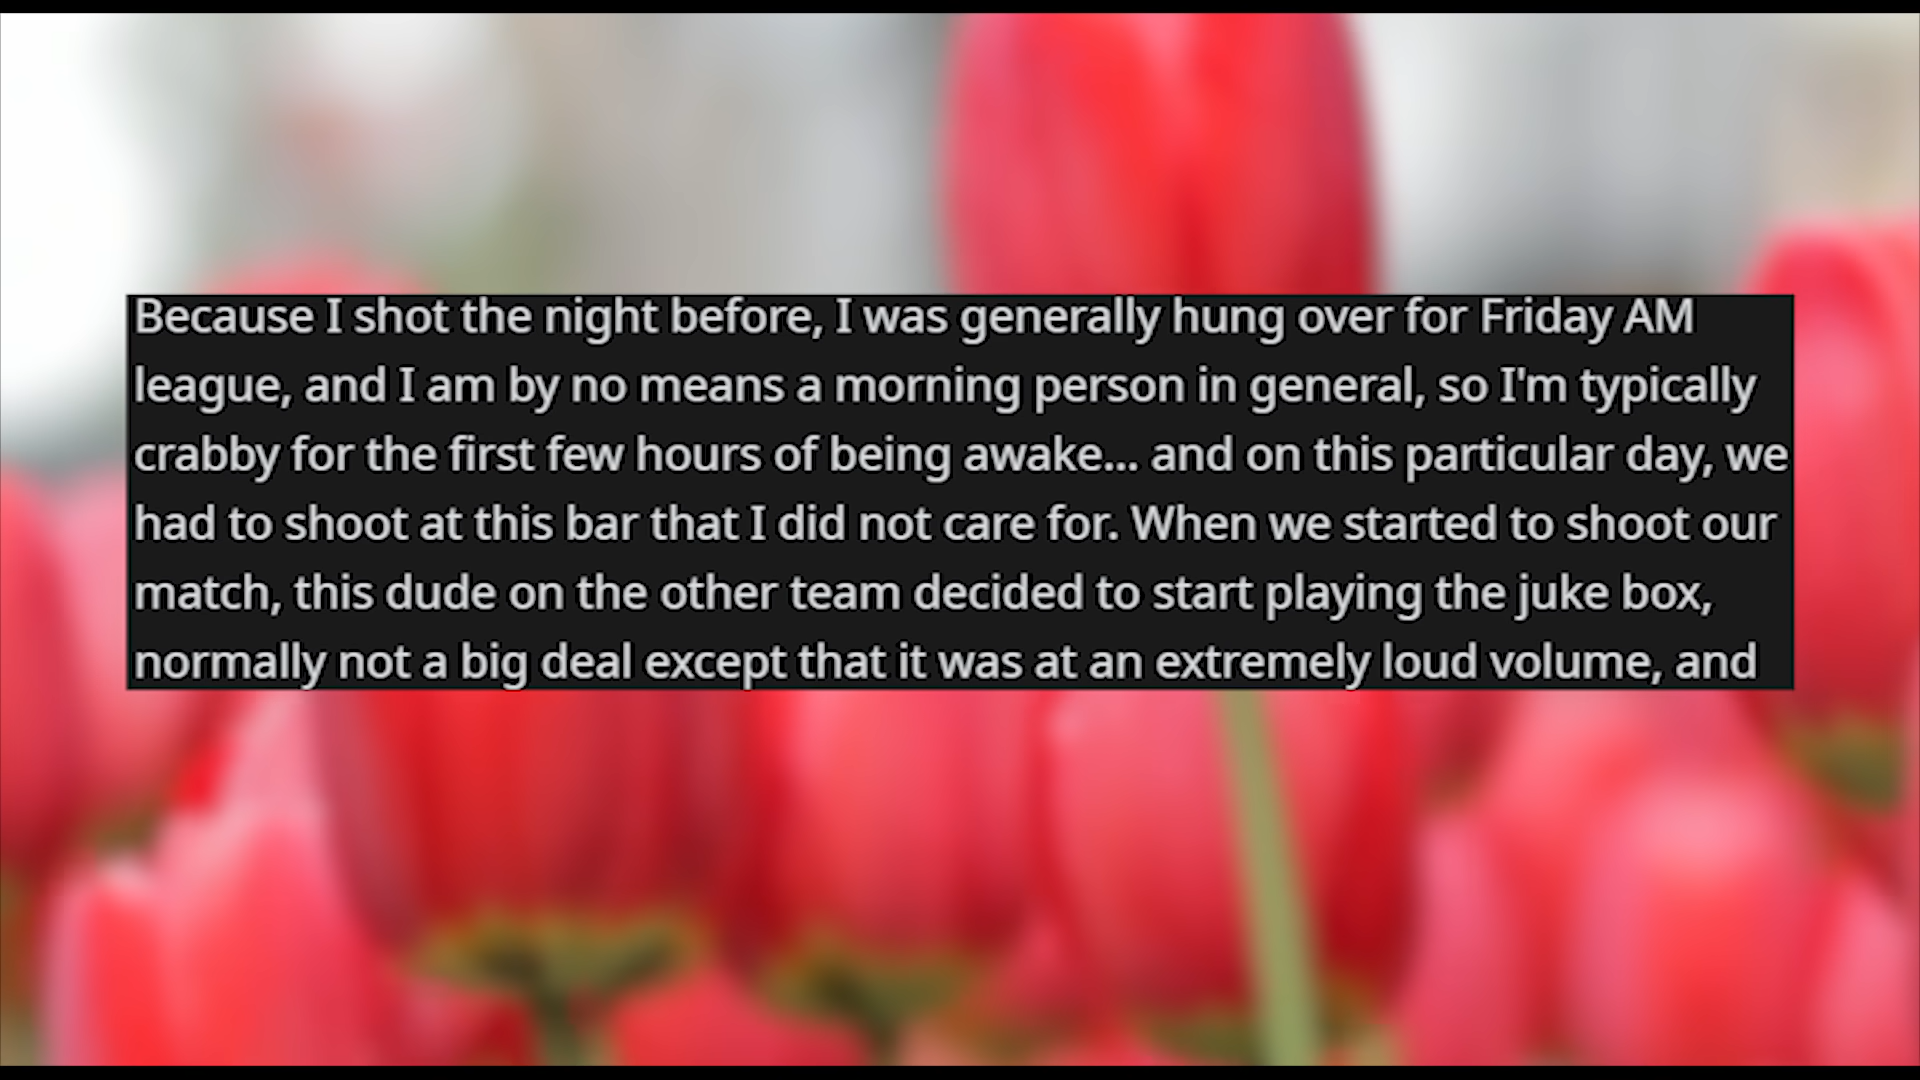 Because I shot the night before, I was generally hung over for Friday AM
league, and I am by no means a morning person in general, so I'm typically
crabby for the first few hours of being awake... and on this particular day, we
had to shoot at this bar that I did not care for. When we started to shoot our
match, this dude on the other team decided to start playing the juke box,
normally not a big deal except that it was at an extremely loud volume, and